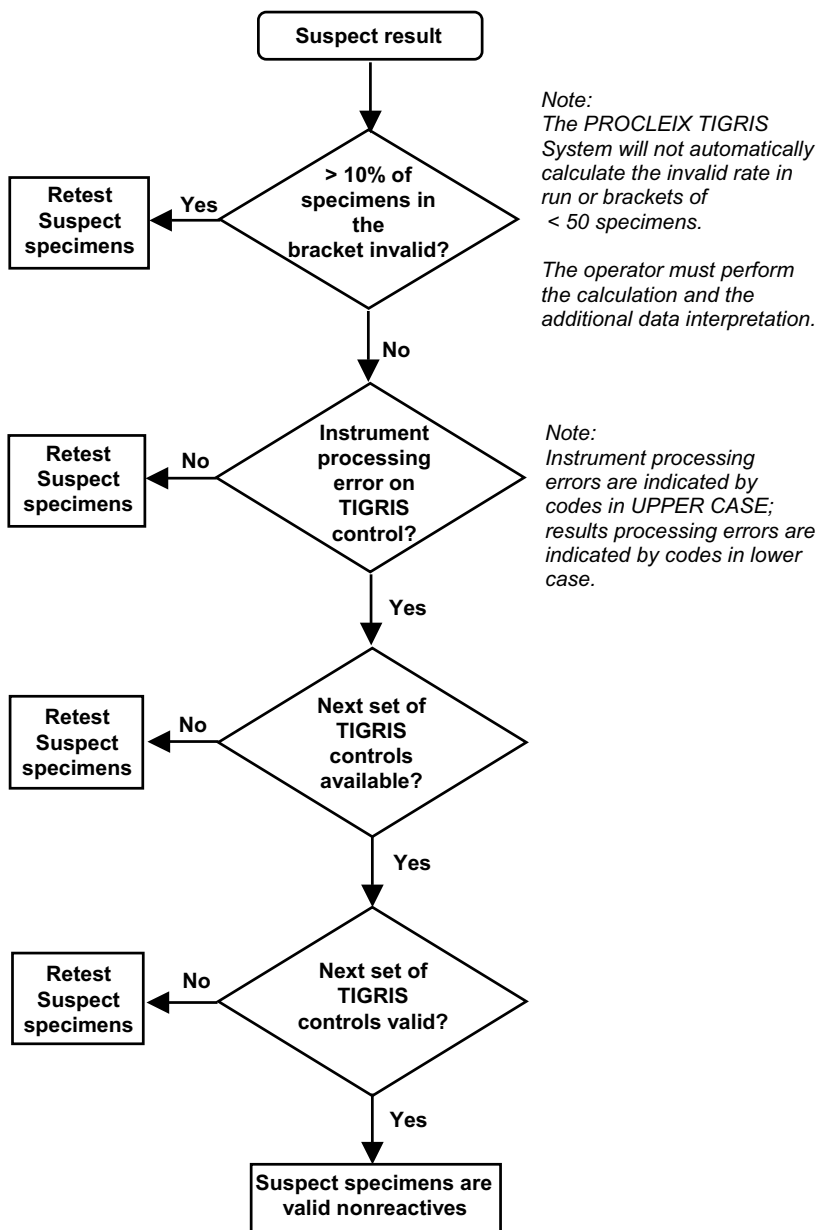 Suspect result
Note:
The PROCLEIX TIGRIS
System will not automatically
calculate the invalid rate in
run or brackets of
< 50 specimens.
The operator must perform
the calculation and the
additional data interpretation.
> 10% of
specimens in
the
bracket invalid?
Yes
Retest
Suspect
specimens
No
Instrument
processing
error on
TIGRIS
control?
No
Retest
Suspect
specimens
Note:
Instrument processing
errors are indicated by
codes in UPPER CASE;
results processing errors are
indicated by codes in lower
case.
Yes
Next set of
TIGRIS
controls
available?
No
Retest
Suspect
specimens
Yes
Next set of
TIGRIS
controls valid?
No
Retest
Suspect
specimens
Yes
Suspect specimens are
valid nonreactives